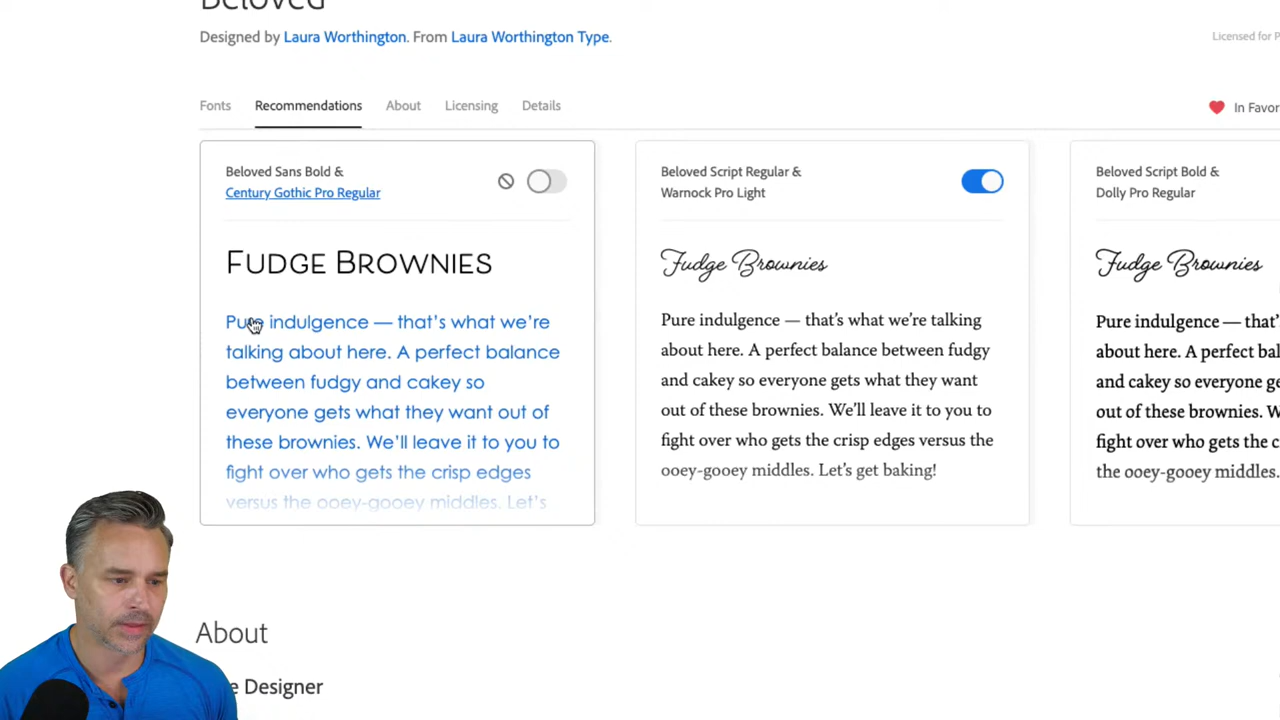 Beloved
Designed by Laura Worthington. From Laura Worthington Type.
Licensed for
Fonts
Recommendations
About
Licensing
Details
In Favor
Beloved Sans Bold &
Century Gothic Pro Regular
FUDGE BROWNIES
Pure indulgence — that's what we're
talking about here. A perfect balance
between fudgy and cakey so
everyone gets what they want out of
these brownies. We'll leave it to you to
fight over who gets the crisp edges
versus the ooey-gooey middles. Let's
Beloved Script Regular &
Warnock Pro Light
Fudge Brownies
Pure indulgence — that's what we're talking
about here. A perfect balance between fudgy
and cakey so everyone gets what they want
out of these brownies. We'll leave it to you to
fight over who gets the crisp edges versus the
ooey-gooey middles. Let's get baking!
Beloved Script Bold &
Dolly Pro Regular
Fudge Brownies
Pure indulgence — that's
talking about here. A
perfect bal
and cakey so everyone
out of these brownies. W
fight over who gets the c
the ooey-gooey middles.
About
Designer